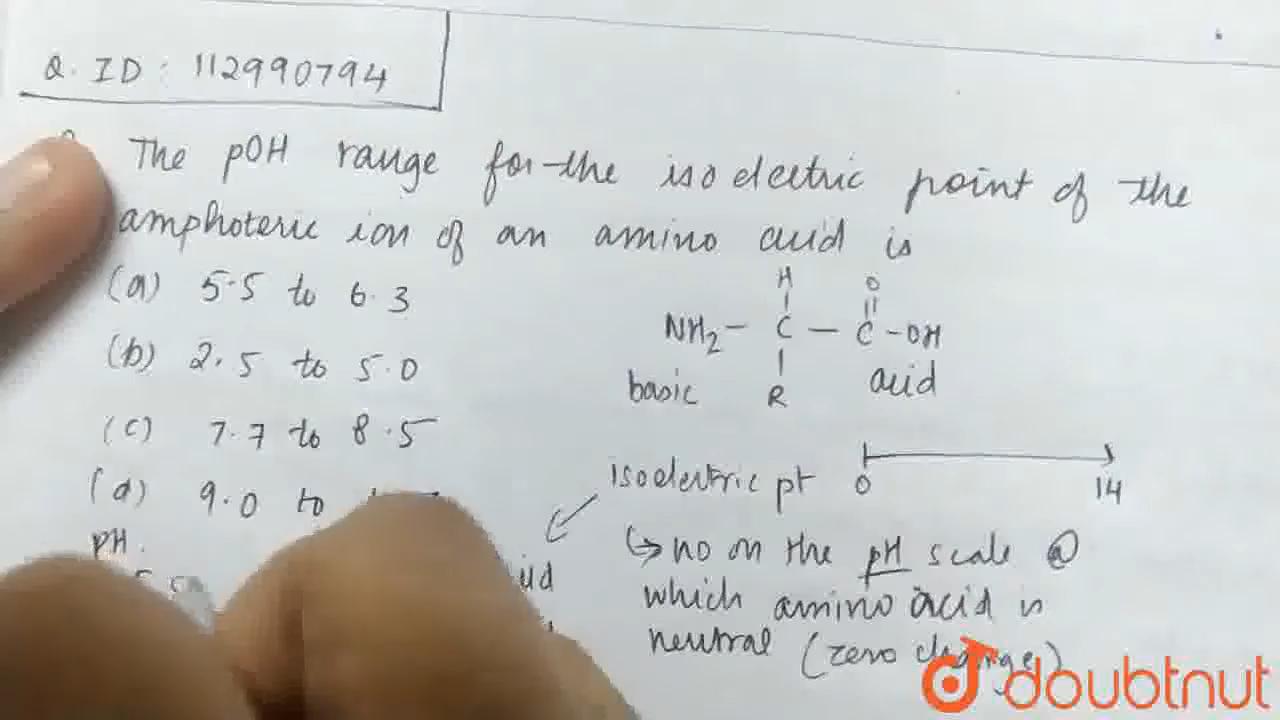 Q. ID : 112990794
The pOH range for the isoelectric point of the
amphoteric ion of an amino acid is
(a) 5.5 to 6.3
(b) 2.5 to 5.0
(c) 7.7 to 8.5
(d) 9.0 to
H
O
NH2 - C - C - OH
basic
R
acid
isoelectric pt
0
14
pH
no on the pH scale @
which amino acid is
neutral (zero charge)
doubtnut